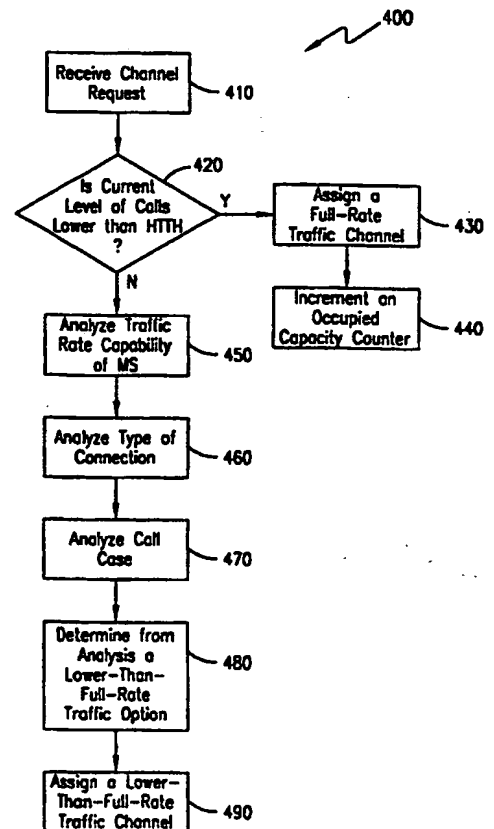 400
Receive Channel
Request
410
420
Is Current
Level of Calls
Lower than HTTH
?
Y
N
Assign a
Full-Rate
Traffic Channel
430
Increment an
Occupied
Capacity Counter
440
Analyze Traffic
Rate Capability
of MS
450
Analyze Type of
Connection
460
Analyze Call
Case
470
Determine from
Analysis a
Lower-Than-
Full-Rate
Traffic Option
480
Assign a Lower-
Than-Full-Rate
Traffic Channel
490